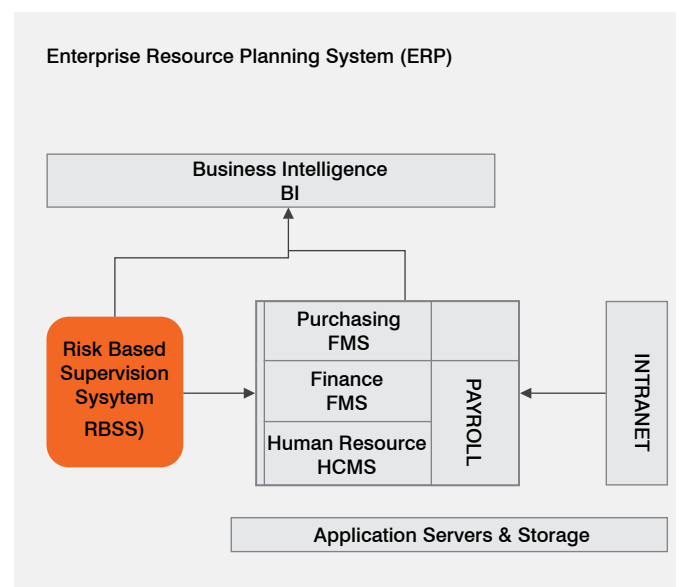 Enterprise Resource Planning System (ERP)
Business Intelligence
BI
Risk Based
Supervision
Sysytem
RBSS)
Purchasing
FMS
Finance
FMS
Human Resource
HCMS
PAYROLL
INTRANET
Application Servers & Storage